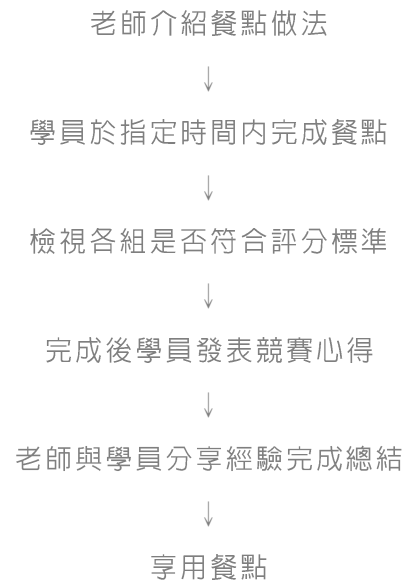 老師介紹餐點做法
↓
學員於指定時間内完成餐點
↓
檢視各組是否符合評分標準
↓
完成後學員發表競賽心得
↓
老師與學員分享經驗完成總結
↓
享用餐點